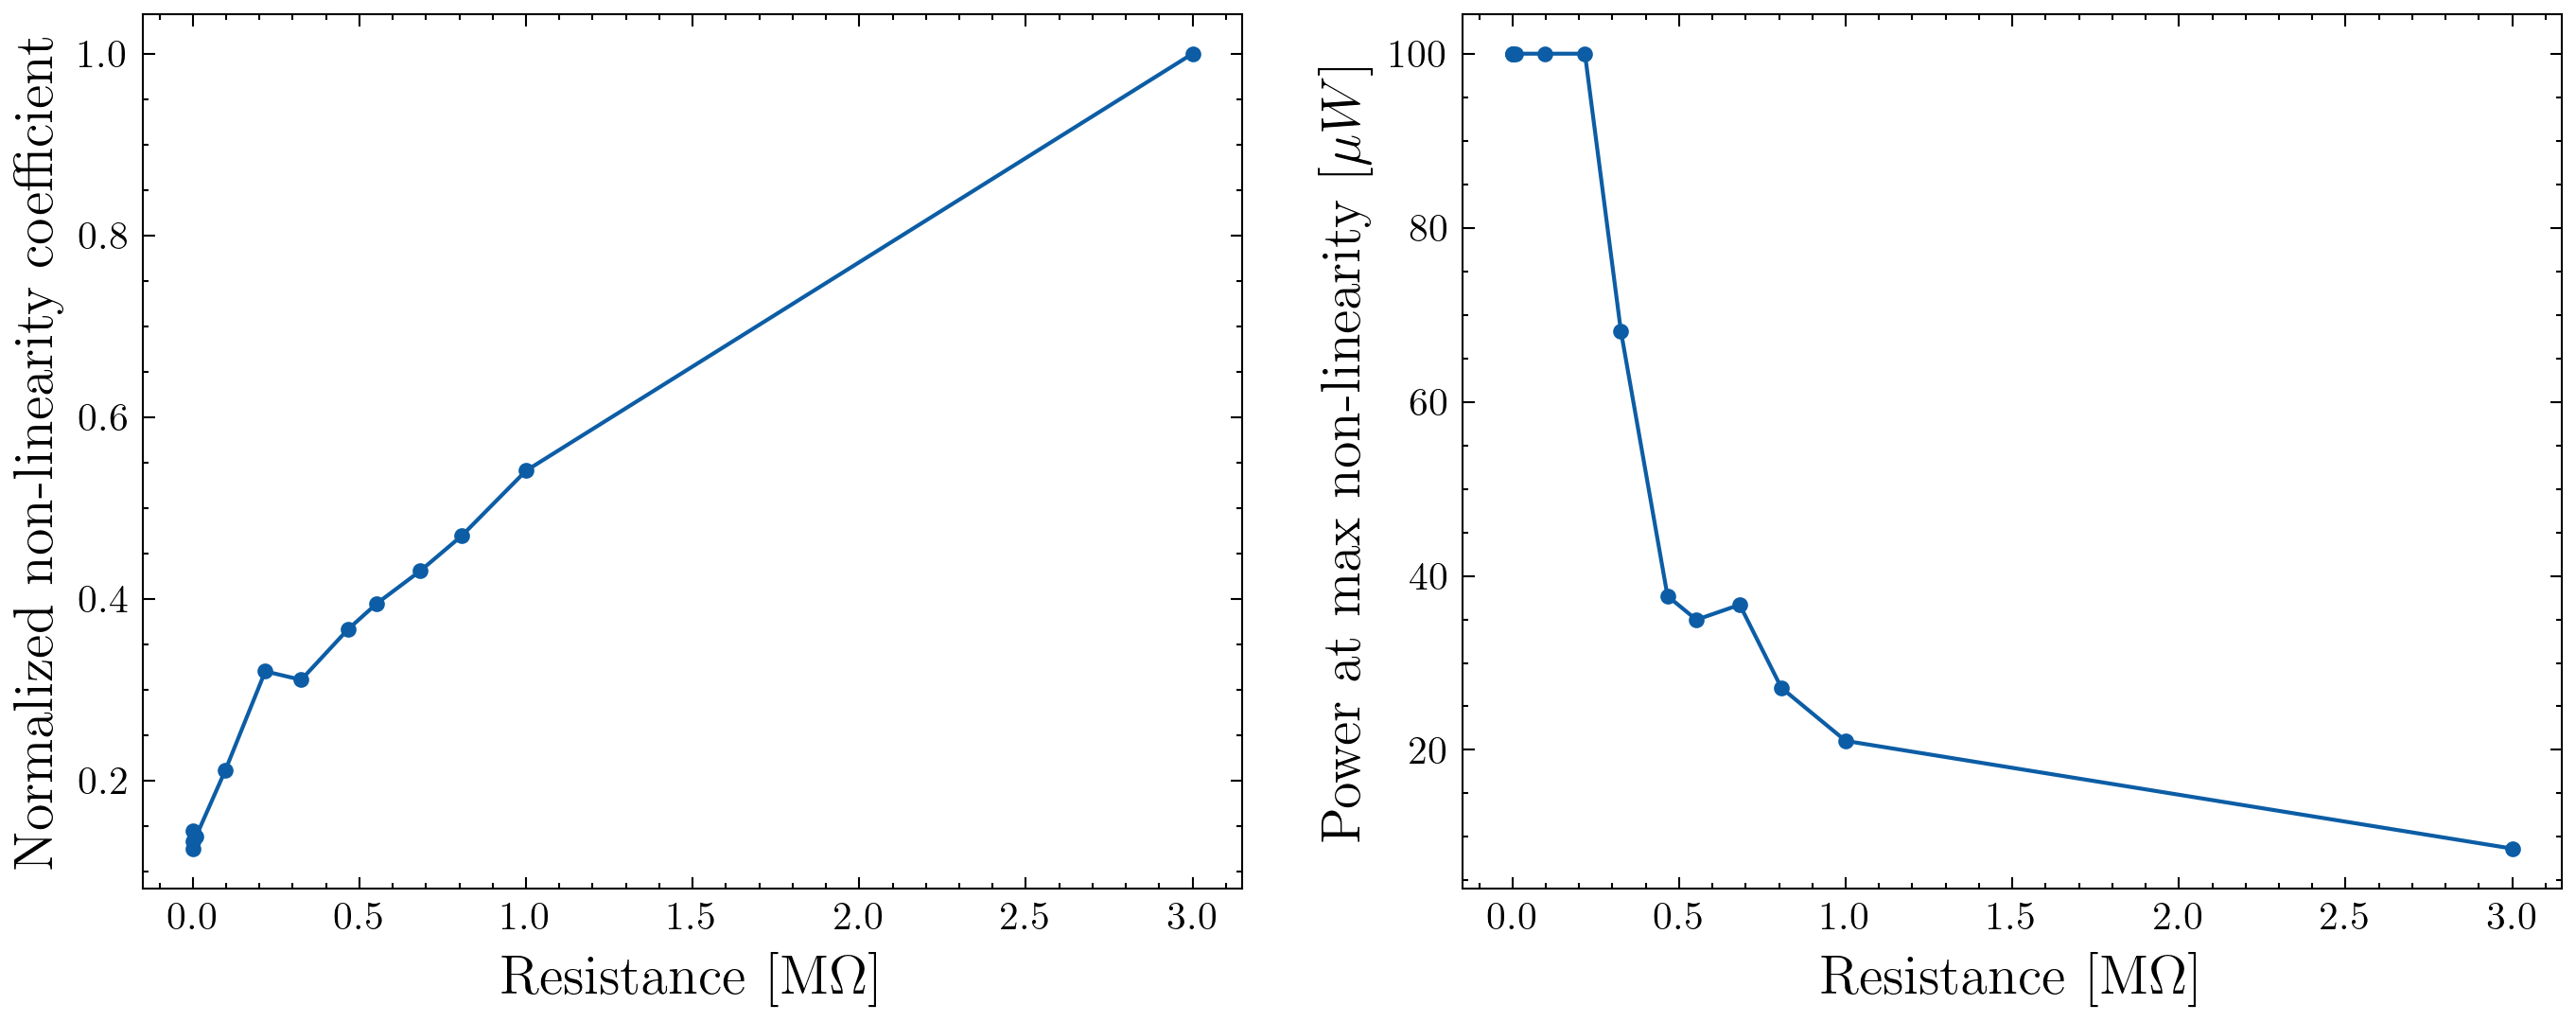 Normalized non-linearity coefficient
1.0
0.8
0.6
0.4
0.2
0.0 0.5 1.0 1.5 2.0 2.5 3.0
Resistance [MΩ]
Power at max non-linearity [μW]
100
80
60
40
20
0.0 0.5 1.0 1.5 2.0 2.5 3.0
Resistance [MΩ]